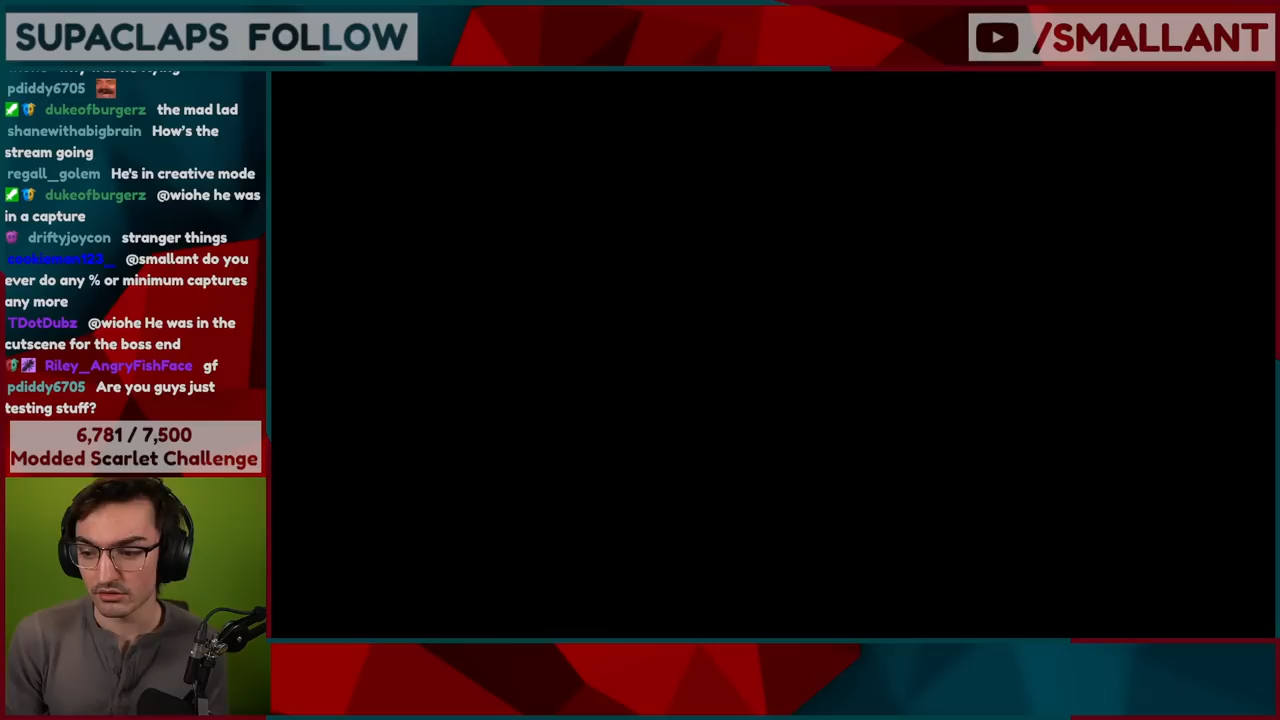 SUPACLAPS FOLLOW
/SMALLANT
pdiddy6705
dukeofburgerz the mad lad
shanewithabigbrain How's the
stream going
regall_golem He's in creative mode
dukeofburgerz @wiohe he was
in a capture
driftyjoycon stranger things
cookieman123_ @smallant do you
ever do any % or minimum captures
any more
TDotDubz @wiohe He was in the
cutscene for the boss end
Riley_AngryFishFace gf
pdiddy6705 Are you guys just
testing stuff?
6,781 / 7,500
Modded Scarlet Challenge